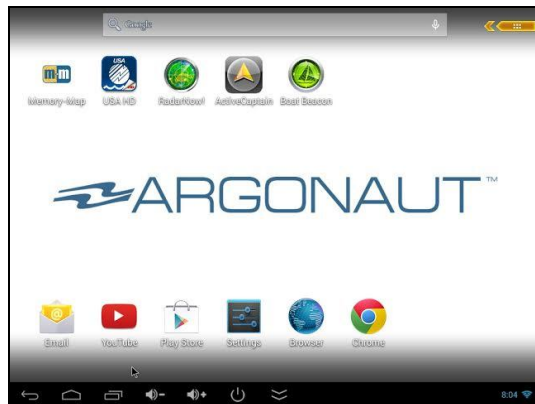 Google
m m
USA
Memory-Map
USA HD
RadarNow!
ActiveCaptain
Boat Beacon
ARGONAUT™
Email
YouTube
Play Store
Settings
Browser
Chrome
8:04